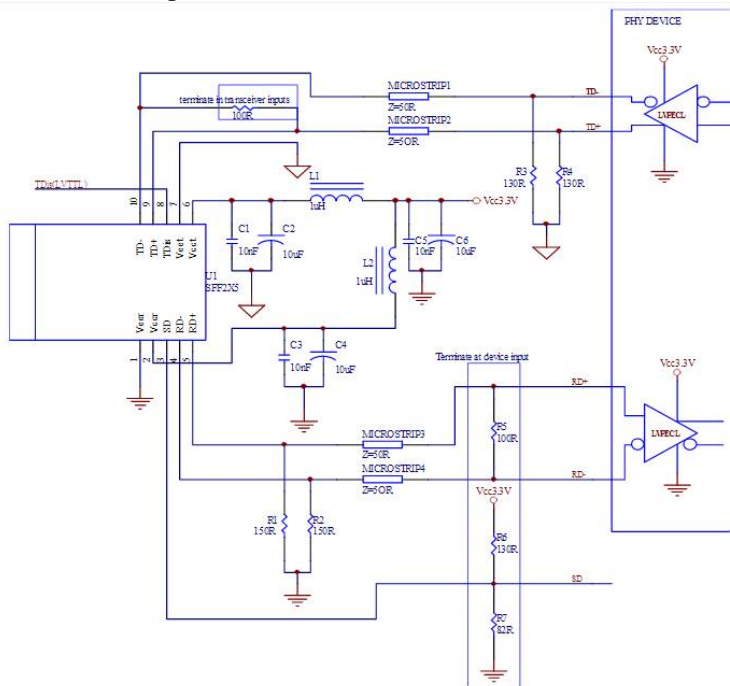 PHY DEVICE
Vcc3.3V
MICROSTRIP1
TD-
terminate in transceiver inputs
Z=50R
LVPECL
100R
MICROSTRIP2
TD+
Z=5OR
R3
130R
R4
130R
TDis(LVTTL)
10
9
8
7
6
L1
1uH
Vcc3.3V
TD-
TD+
TDis
Veet
Vcct
C1
10nF
C2
10uF
C5
10nF
C6
10uF
L2
1uH
U1
SFF2X5
Veer
Vccr
SD
RD-
RD+
1
2
3
4
5
C3
10nF
C4
10uF
Terminate at device input
Vcc3.3V
RD+
MICROSTRIP3
Z=50R
R5
100R
LVPECL
MICROSTRIP4
Z=5OR
RD-
Vcc3.3V
R1
150R
R2
150R
R6
130R
SD
R7
82R